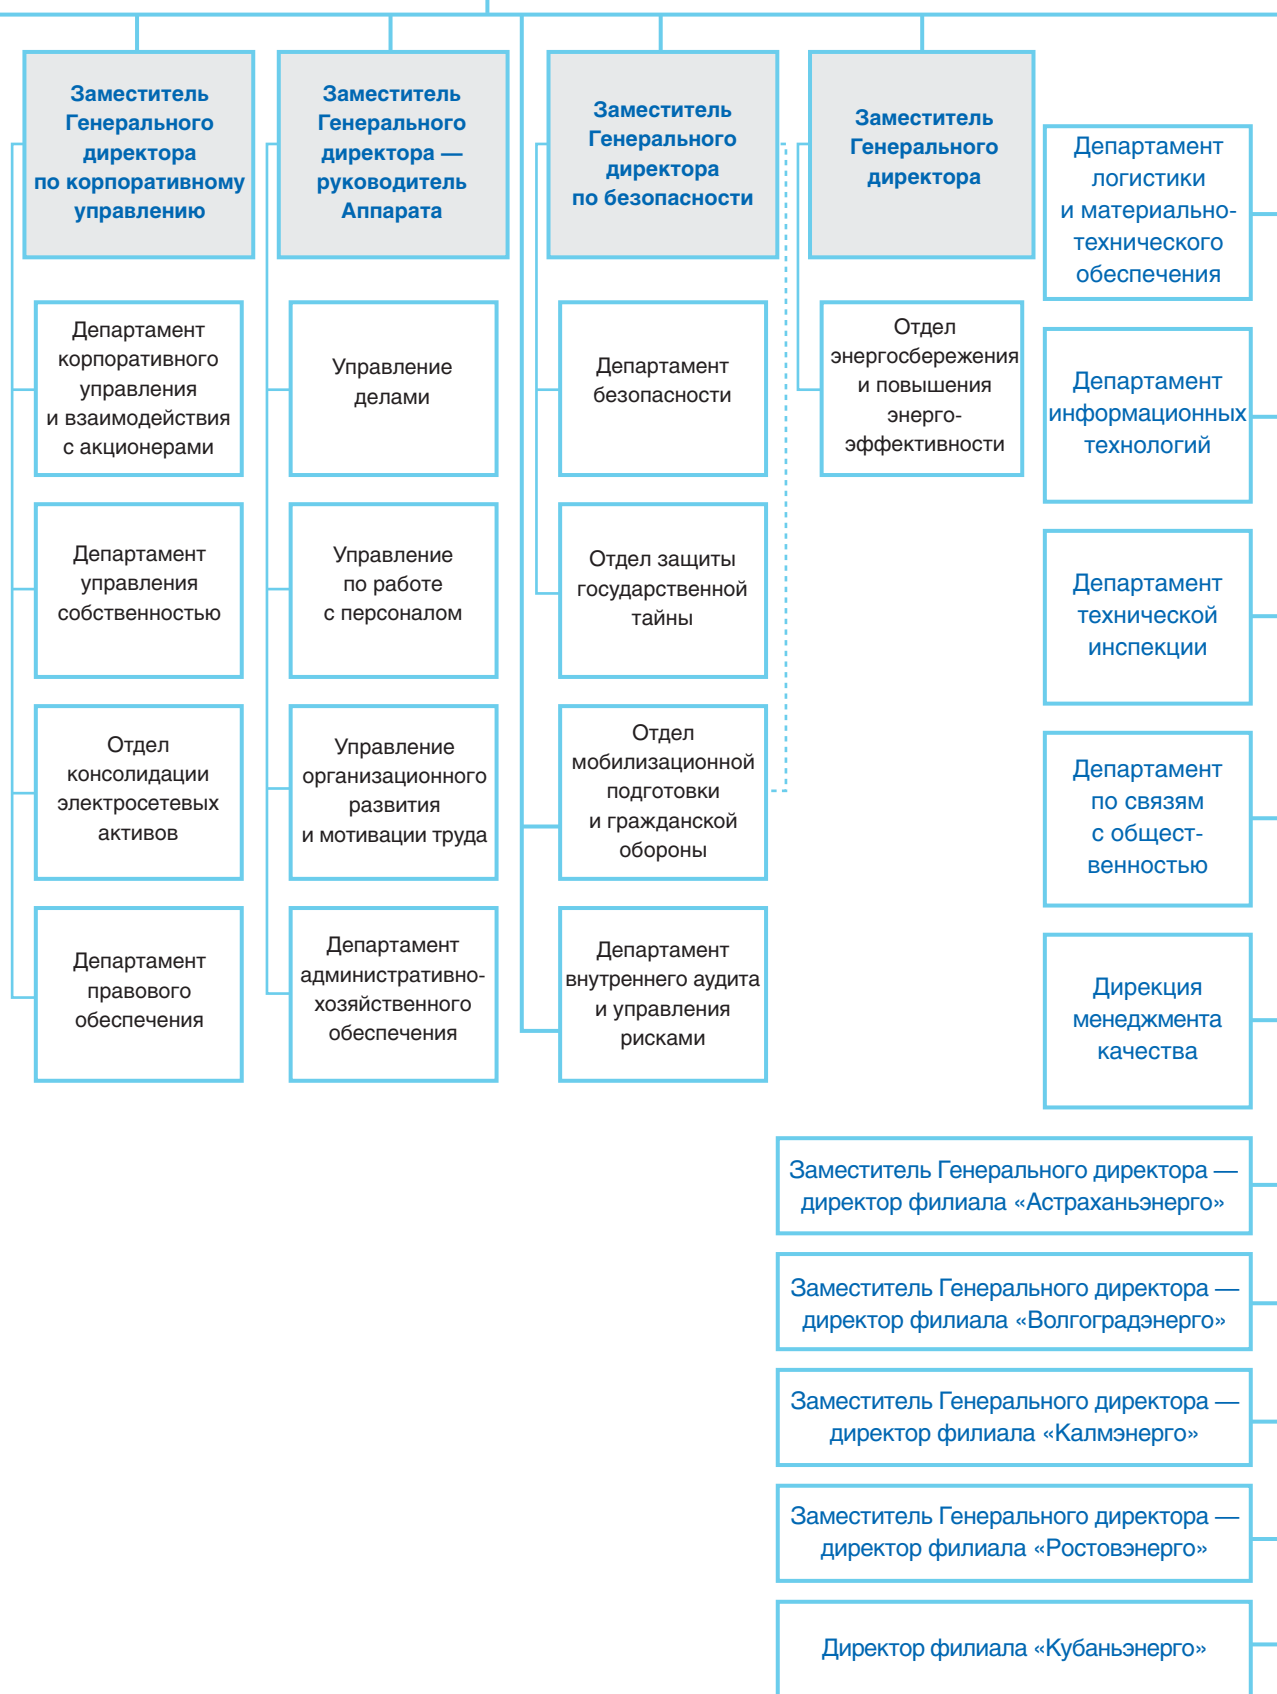 Заместитель
Генерального
директора
по корпоративному
управлению
Заместитель
Генерального
директора —
руководитель
Аппарата
Заместитель
Генерального
директора
по безопасности
Заместитель
Генерального
директора
Департамент
логистики
и материально-
технического
обеспечения
Департамент
корпоративного
управления
и взаимодействия
с акционерами
Управление
делами
Департамент
безопасности
Отдел
энергосбережения
и повышения
энерго-
эффективности
Департамент
информационных
технологий
Департамент
управления
собственностью
Управление
по работе
с персоналом
Отдел защиты
государственной
тайны
Департамент
технической
инспекции
Отдел
консолидации
электросетевых
активов
Управление
организационного
развития
и мотивации труда
Отдел
мобилизационной
подготовки
и гражданской
обороны
Департамент
по связям
с общест-
венностью
Департамент
правового
обеспечения
Департамент
административно-
хозяйственного
обеспечения
Департамент
внутреннего аудита
и управления
рисками
Дирекция
менеджмента
качества
Заместитель Генерального директора —
директор филиала «Астраханьэнерго»
Заместитель Генерального директора —
директор филиала «Волгоградэнерго»
Заместитель Генерального директора —
директор филиала «Калмэнерго»
Заместитель Генерального директора —
директор филиала «Ростовэнерго»
Директор филиала «Кубаньэнерго»